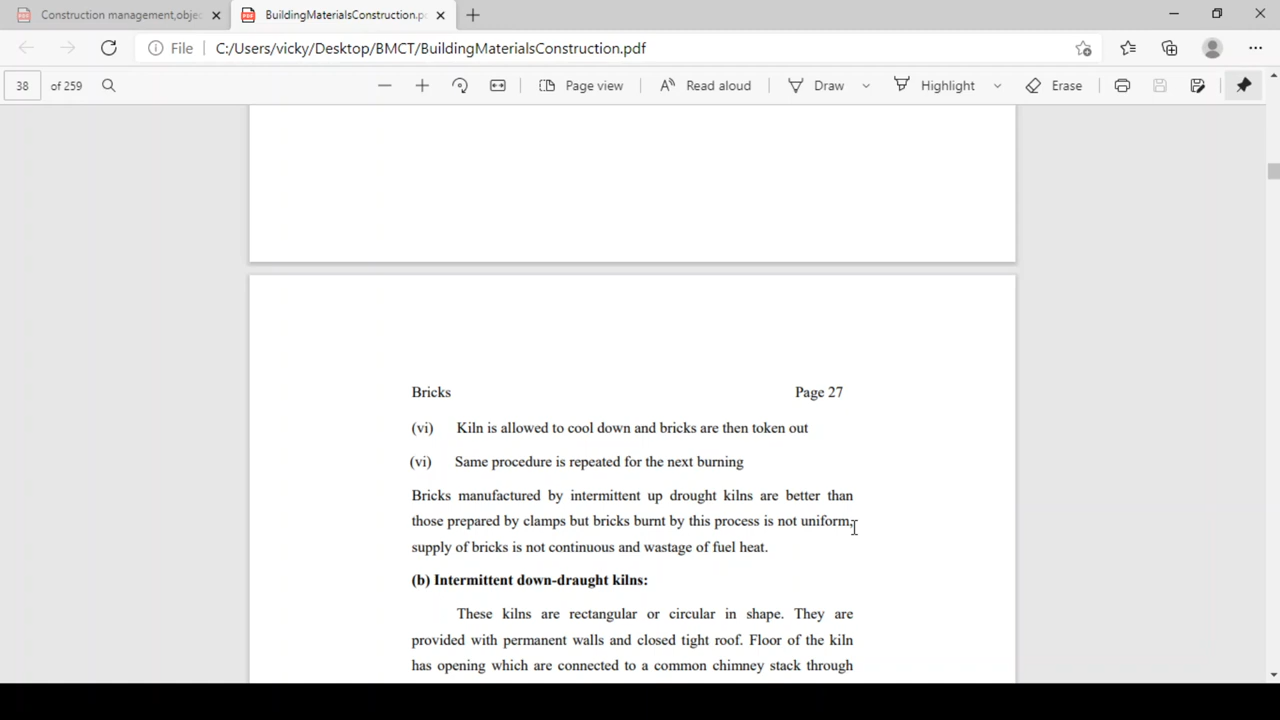 Construction management,objec
BuildingMaterialsConstruction.pd
File
C:/Users/vicky/Desktop/BMCT/BuildingMaterialsConstruction.pdf
38 of 259
Page view
Read aloud
Draw
Highlight
Erase
Bricks Page 27
(vi) Kiln is allowed to cool down and bricks are then token out
(vi) Same procedure is repeated for the next burning
Bricks manufactured by intermittent up drought kilns are better than
those prepared by clamps but bricks burnt by this process is not uniform,
supply of bricks is not continuous and wastage of fuel heat.
(b) Intermittent down-draught kilns:
These kilns are rectangular or circular in shape. They are
provided with permanent walls and closed tight roof. Floor of the kiln
has opening which are connected to a common chimney stack through